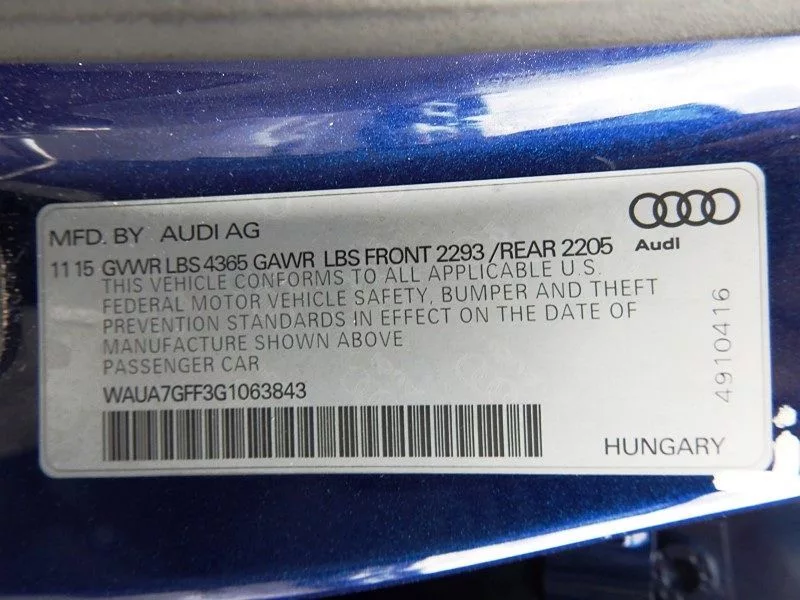 MFD. BY AUDI AG
Audi
11 15 GVWR LBS 4365 GAWR LBS FRONT 2293 /REAR 2205
THIS VEHICLE CONFORMS TO ALL APPLICABLE U.S.
FEDERAL MOTOR VEHICLE SAFETY, BUMPER AND THEFT
PREVENTION STANDARDS IN EFFECT ON THE DATE OF
MANUFACTURE SHOWN ABOVE
PASSENGER CAR
WAUA7GFF3G1063843
HUNGARY
4910416